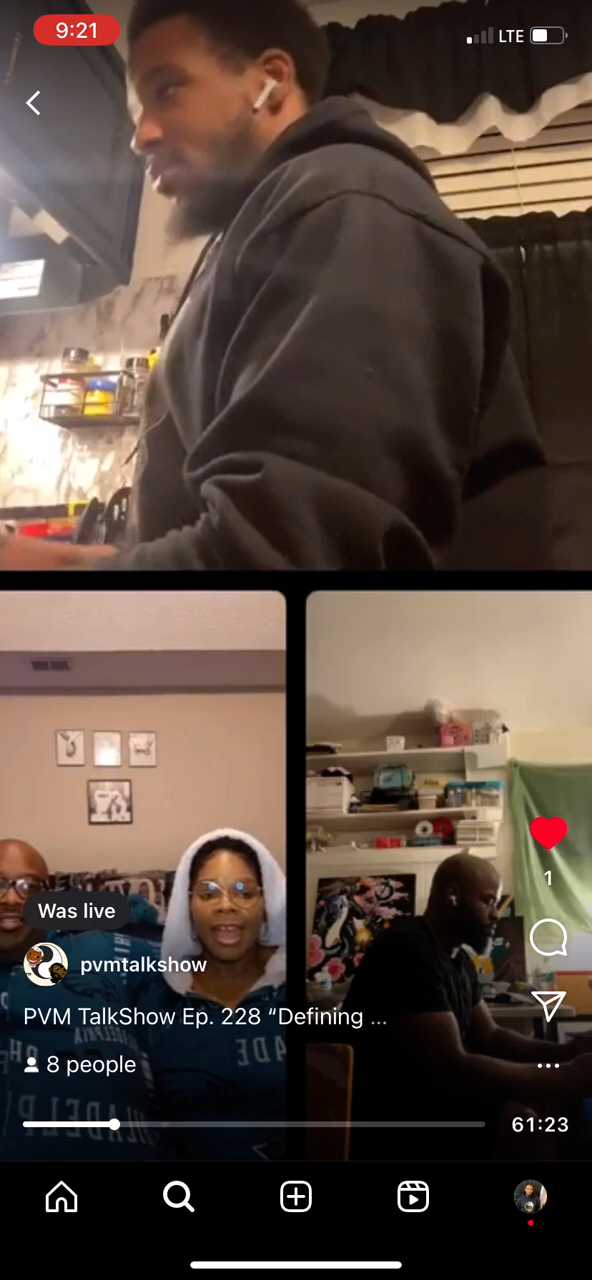 9:21
LTE
Was live
pvmtalkshow
PVM TalkShow Ep. 228 “Defining ...
8 people
1
61:23